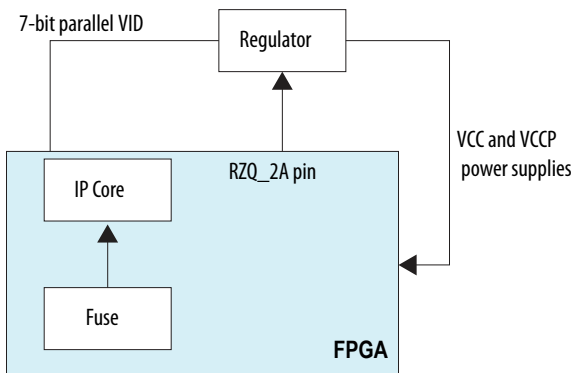 7-bit parallel VID
Regulator
VCC and VCCP
power supplies
RZQ_2A pin
IP Core
Fuse
FPGA